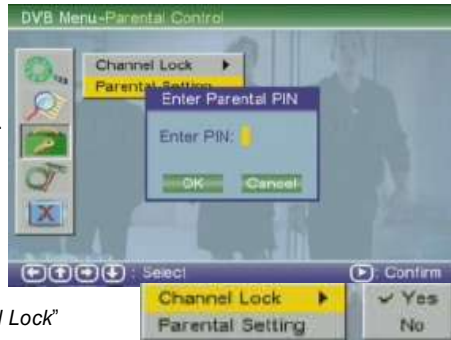 DVB Menu-Parental Control
Channel Lock
Parental Setting
Enter Parental PIN
Enter PIN:
OK Cancel
: Select : Confirm
Lock”
Channel Lock Yes
Parental Setting No